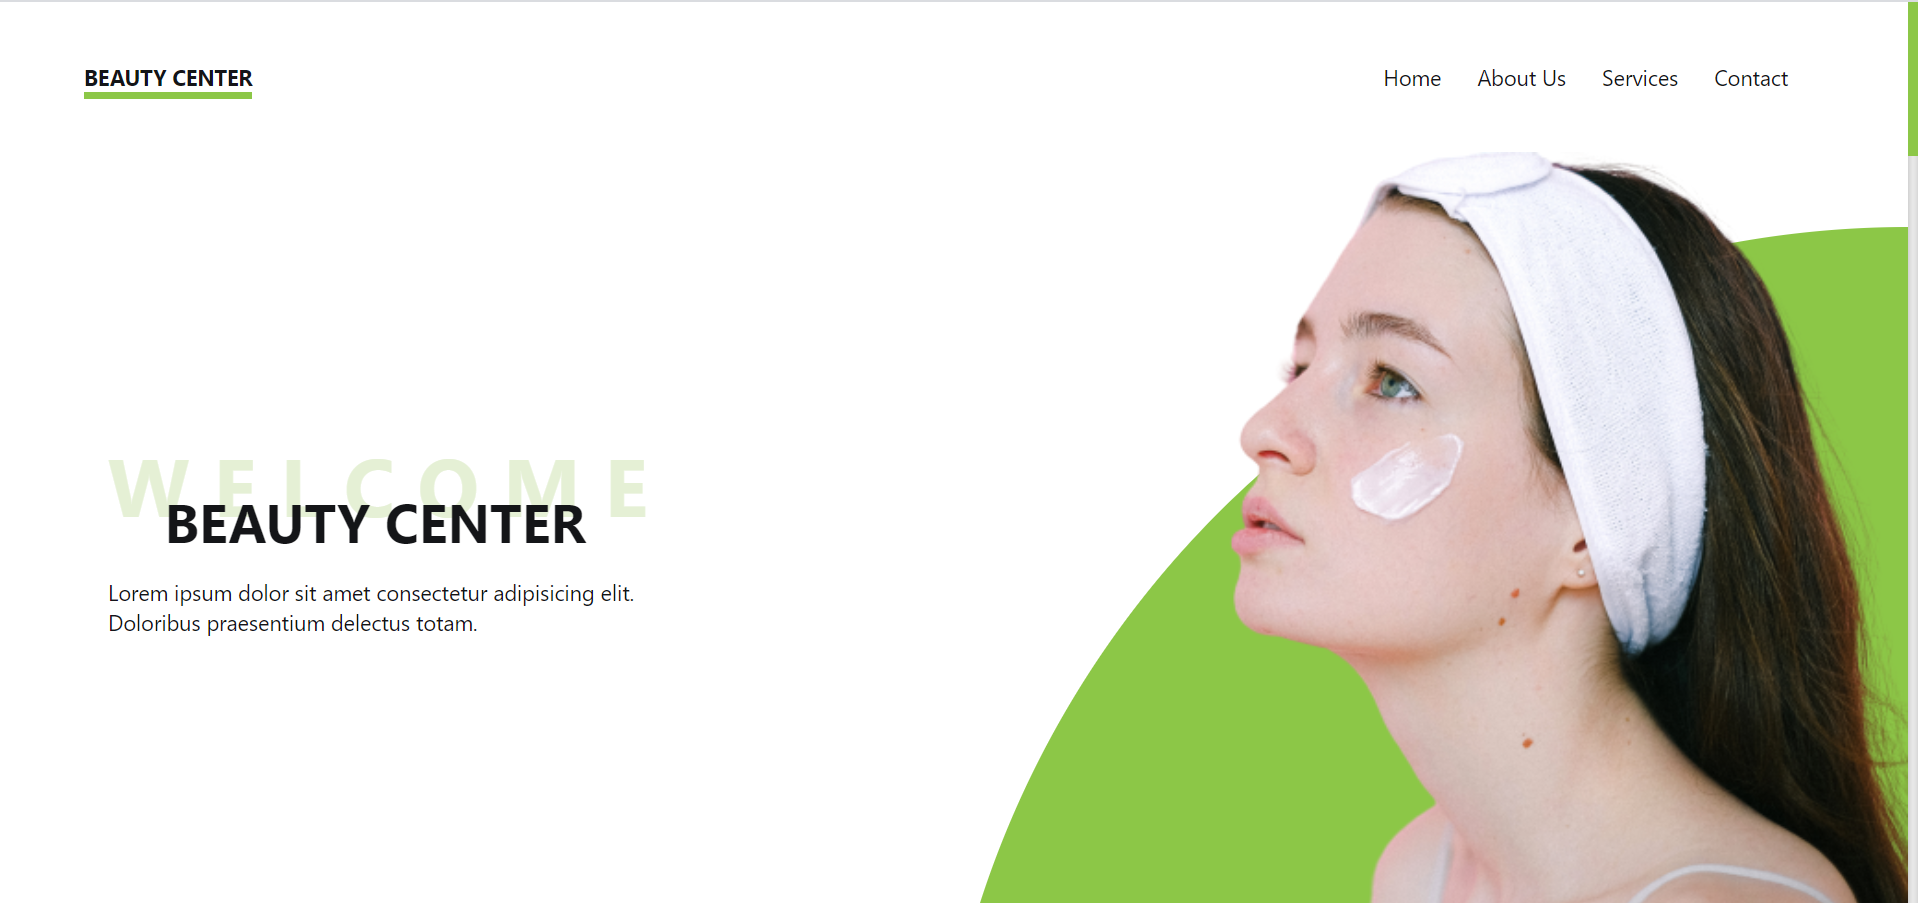 BEAUTY CENTER
Home About Us Services Contact
WELCOME
BEAUTY CENTER
Lorem ipsum dolor sit amet consectetur adipisicing elit.
Doloribus praesentium delectus totam.